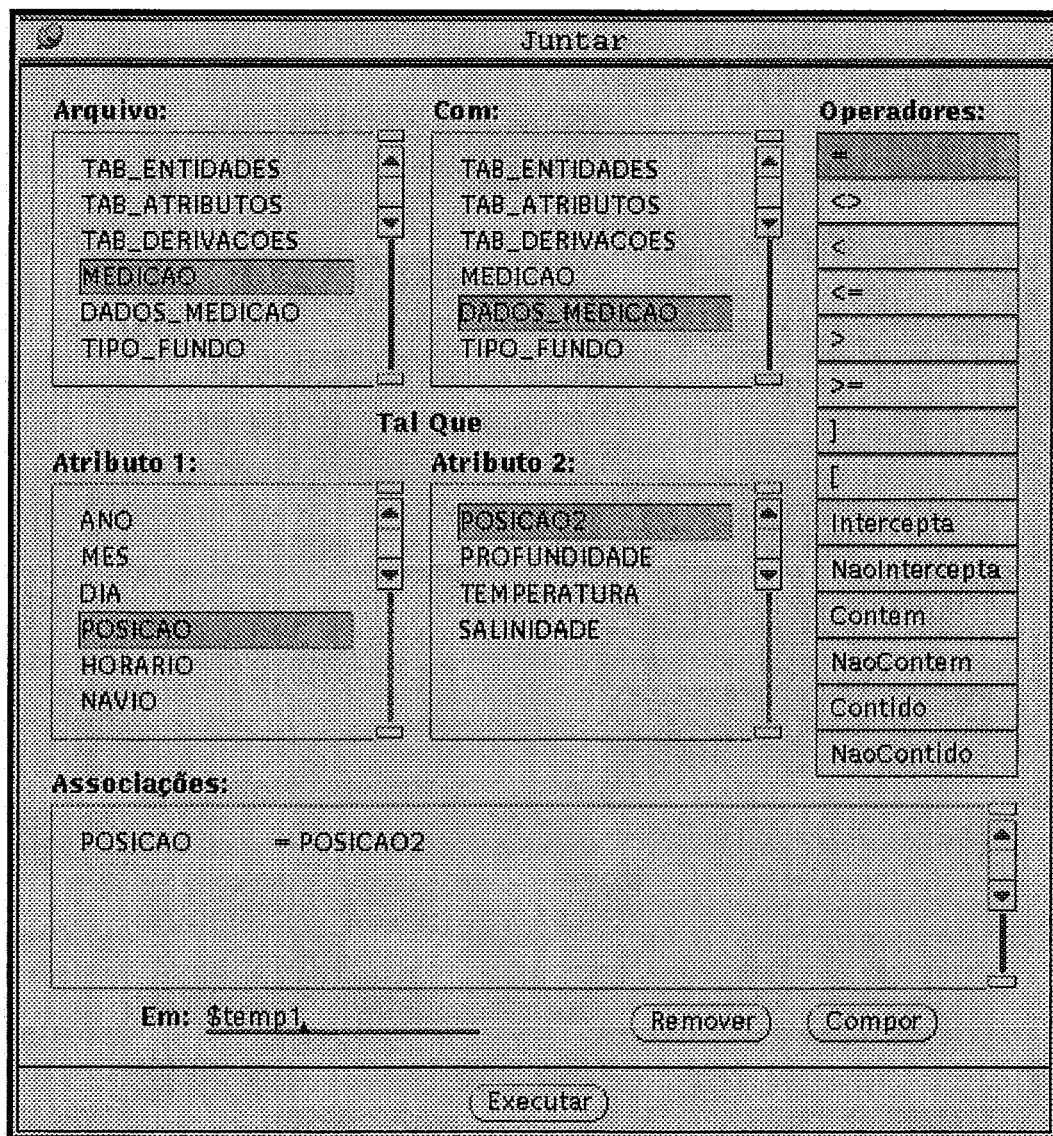 Juntar
Arquivo:
TAB_ENTIDADES
TAB_ATRIBUTOS
TAB_DERIVACOES
MEDICAO
DADOS_MEDICAO
TIPO_FUNDO
Com:
TAB_ENTIDADES
TAB_ATRIBUTOS
TAB_DERIVACOES
MEDICAO
DADOS_MEDICAO
TIPO_FUNDO
Operadores:
=
<>
<
<=
>
>=
]
[
Intercepta
NaoIntercepta
Contem
NaoContem
Contido
NaoContido
Tal Que
Atributo 1:
ANO
MES
DIA
POSICAO
HORARIO
NAVIO
Atributo 2:
POSICAO2
PROFUNDIDADE
TEMPERATURA
SALINIDADE
Associações:
POSICAO = POSICAO2
Em: $temp1
Remover
Compor
Executar